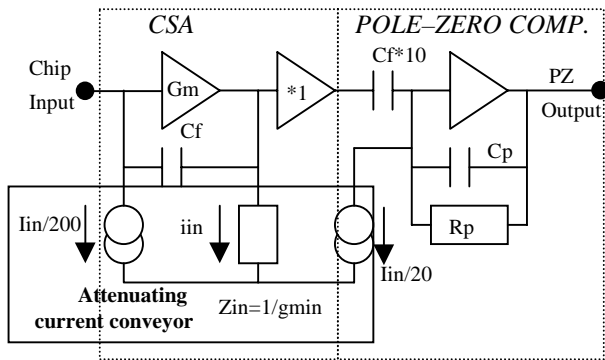 CSA
POLE–ZERO COMP.
Chip
Input
Gm
*1
Cf*10
PZ
Output
Cf
Cp
Rp
Iin/200
iin
Iin/20
Attenuating
current conveyor
Zin=1/gmin